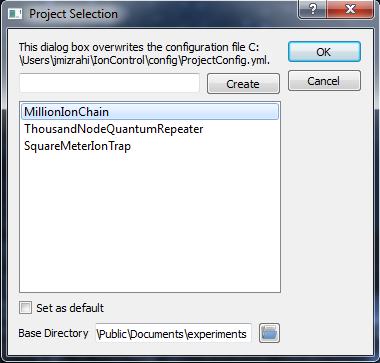 Project Selection
This dialog box overwrites the configuration file C:
\Users\jmizrahi\IonControl\config\ProjectConfig.yml.
OK
Create
Cancel
MillionIonChain
ThousandNodeQuantumRepeater
SquareMeterIonTrap
Set as default
Base Directory \Public\Documents\experiments